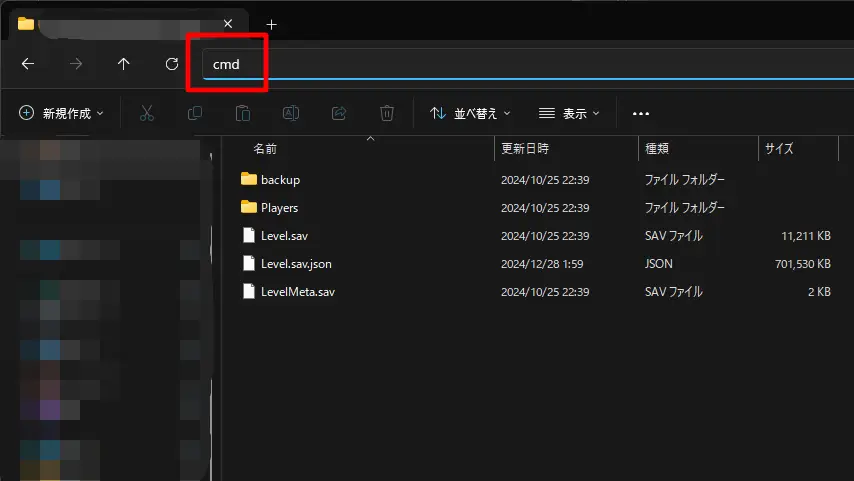 cmd
新規作成 並べ替え 表示
名前 更新日時 種類 サイズ
backup 2024/10/25 22:39 ファイル フォルダー
Players 2024/10/25 22:39 ファイル フォルダー
Level.sav 2024/10/25 22:39 SAV ファイル 11,211 KB
Level.sav.json 2024/12/28 1:59 JSON 701,530 KB
LevelMeta.sav 2024/10/25 22:39 SAV ファイル 2 KB